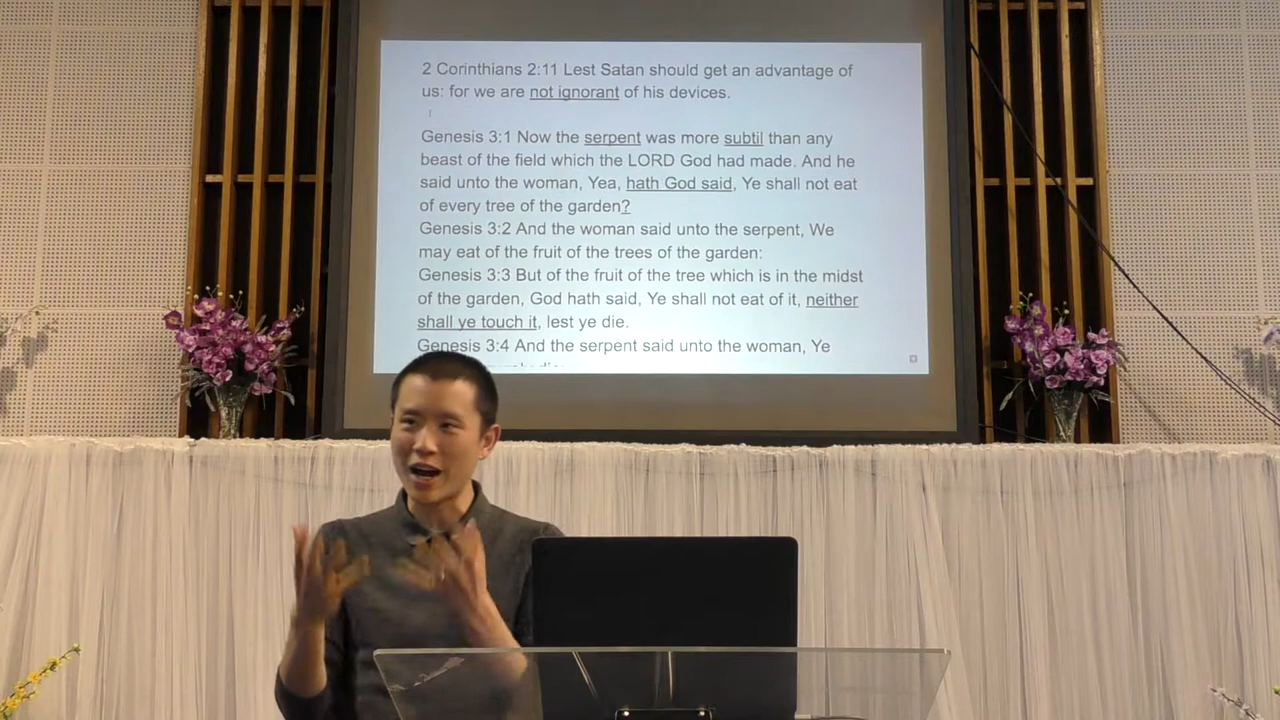 2 Corinthians 2:11 Lest Satan should get an advantage of
us: for we are not ignorant of his devices.
Genesis 3:1 Now the serpent was more subtil than any
beast of the field which the LORD God had made. And he
said unto the woman, Yea, hath God said, Ye shall not eat
of every tree of the garden?
Genesis 3:2 And the woman said unto the serpent, We
may eat of the fruit of the trees of the garden:
Genesis 3:3 But of the fruit of the tree which is in the midst
of the garden, God hath said, Ye shall not eat of it, neither
shall ye touch it, lest ye die.
Genesis 3:4 And the serpent said unto the woman, Ye